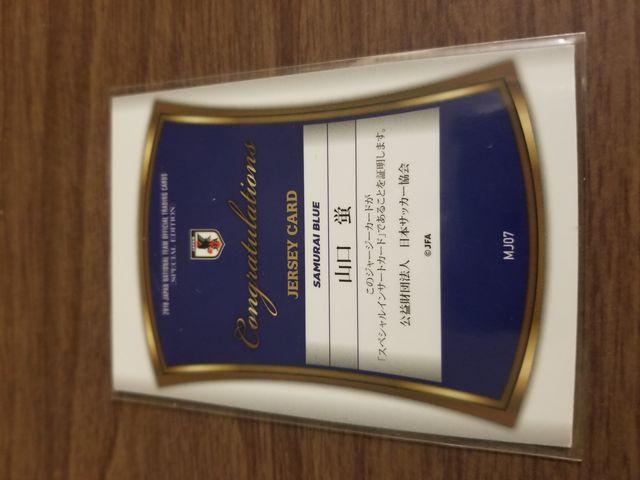 2018 JAPAN NATIONAL TEAM OFFICIAL TRADING CARDS
SPECIAL EDITION
Congratulations
JERSEY CARD
SAMURAI BLUE
山口 蛍
このジャージーカードが
「スペシャルインサートカード」であることを証明します。
公益財団法人 日本サッカー協会
©JFA
MJ07